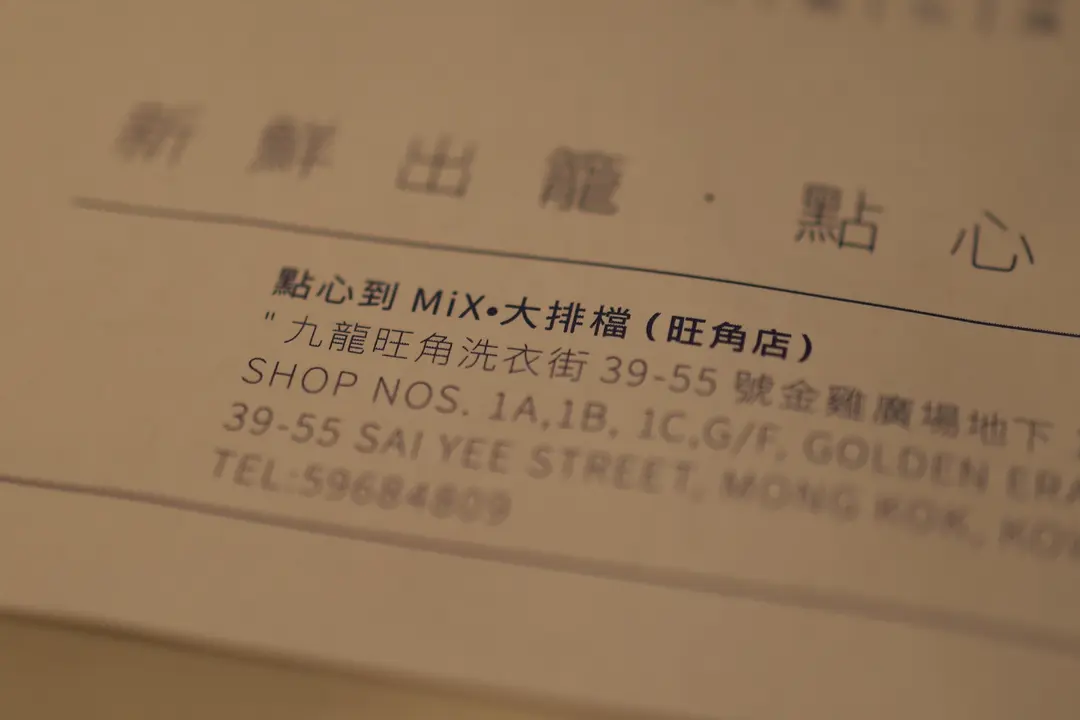 新鮮出籠・點心
點心到 MiX•大排檔 (旺角店)
" 九龍旺角洗衣街 39-55 號金雞廣場地下
SHOP NOS. 1A,1B, 1C,G/F, GOLDEN ERA
39-55 SAI YEE STREET, MONG KOK,
TEL:59684809